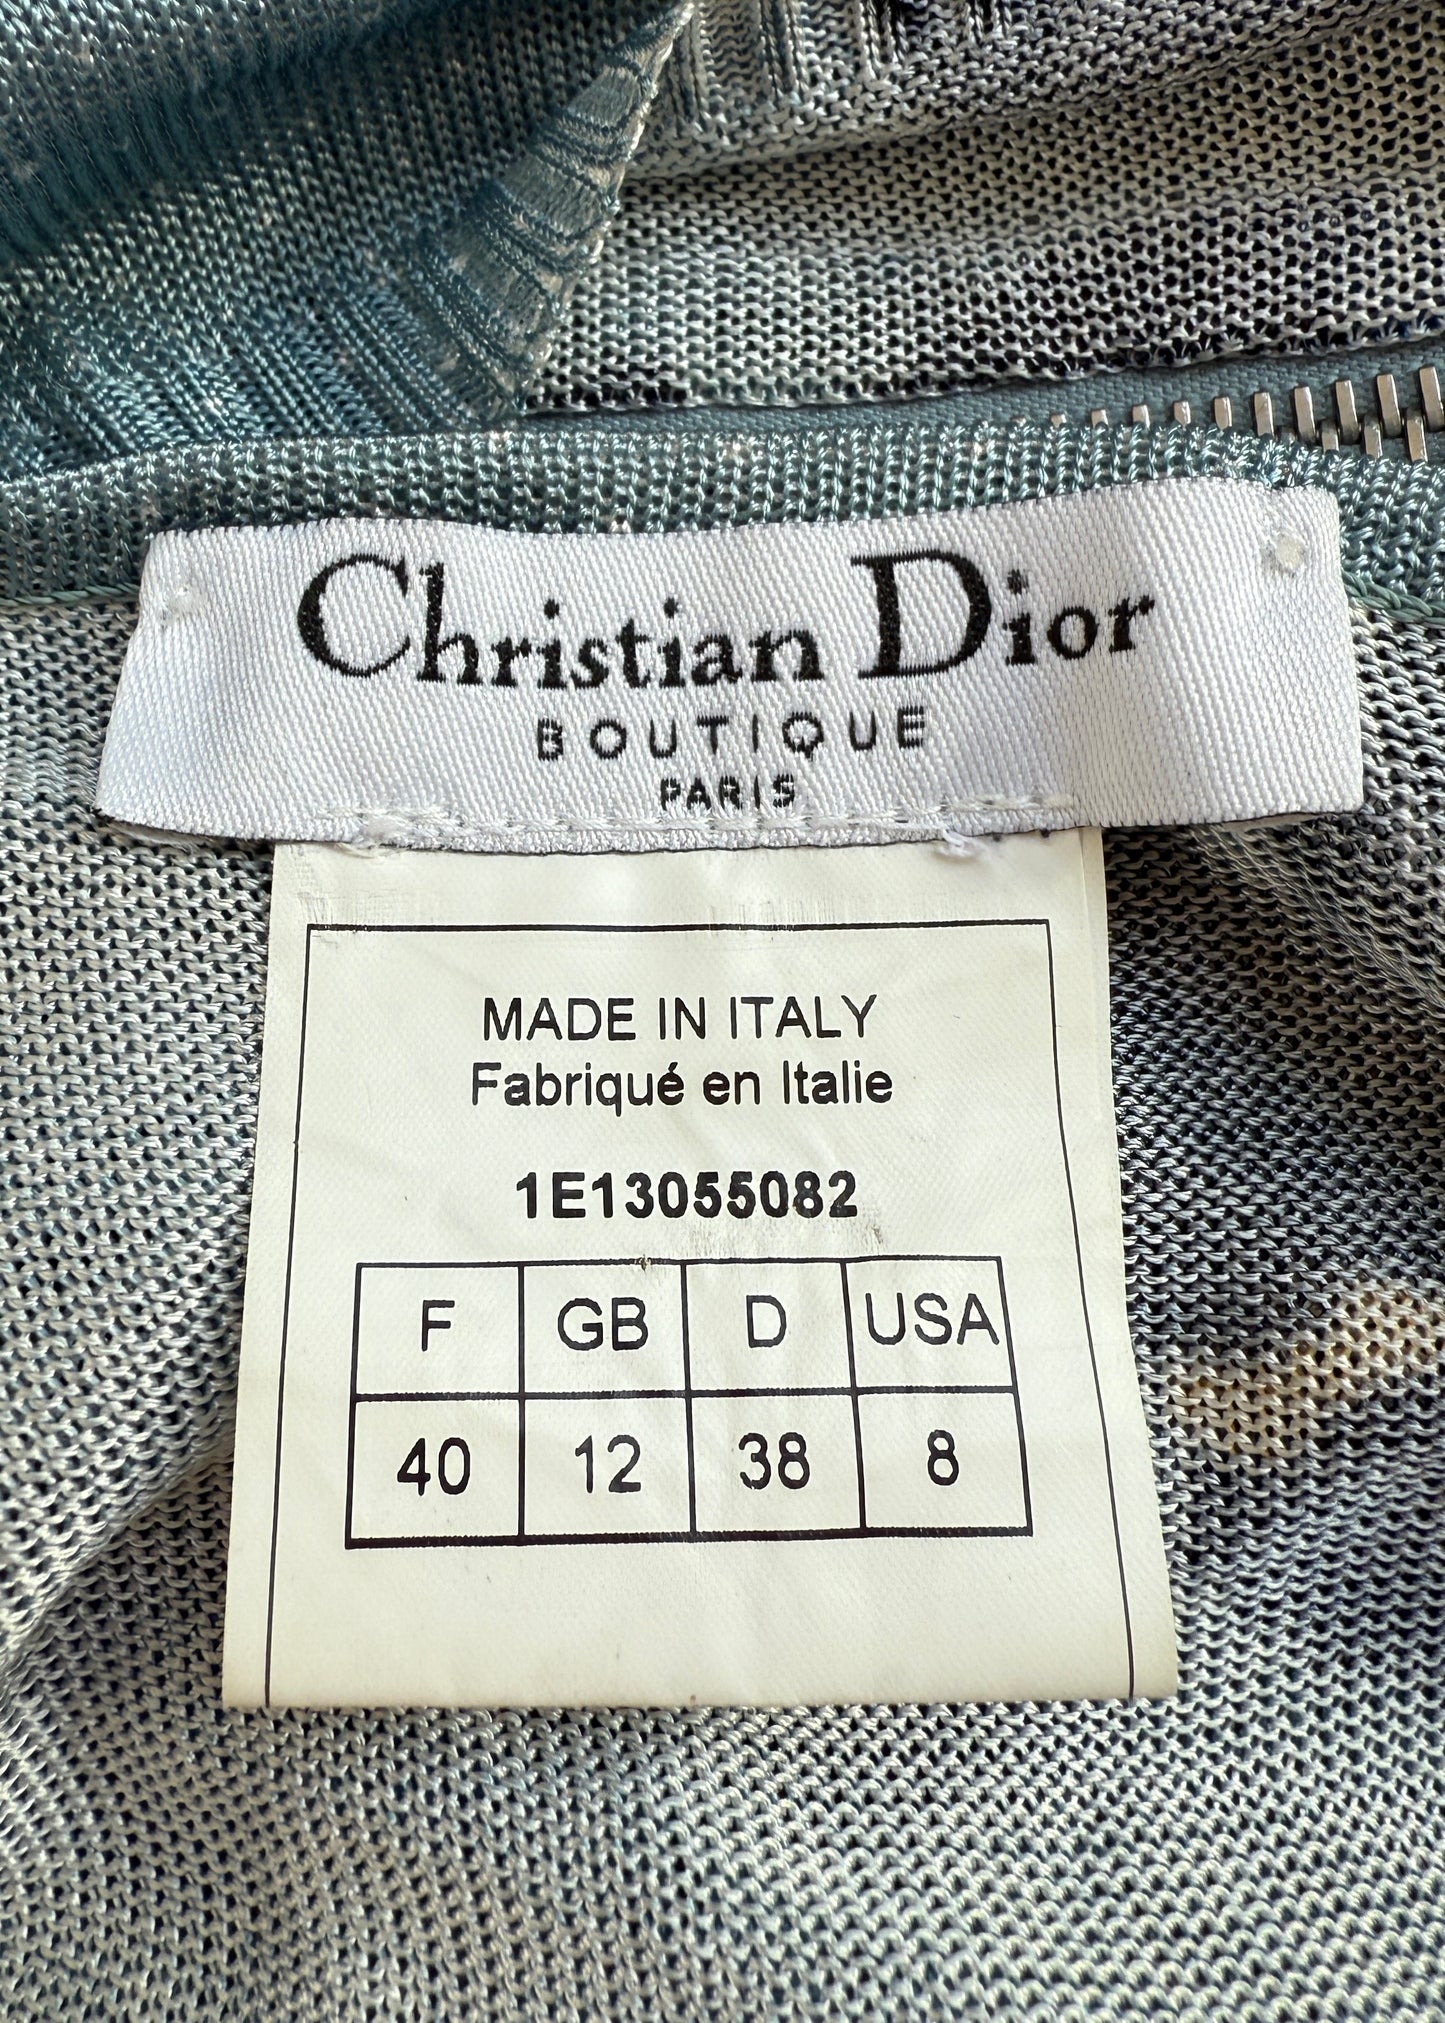 Christian Dior
BOUTIQUE
PARIS
MADE IN ITALY
Fabriqué en Italie
1E13055082
F GB D USA
40 12 38 8